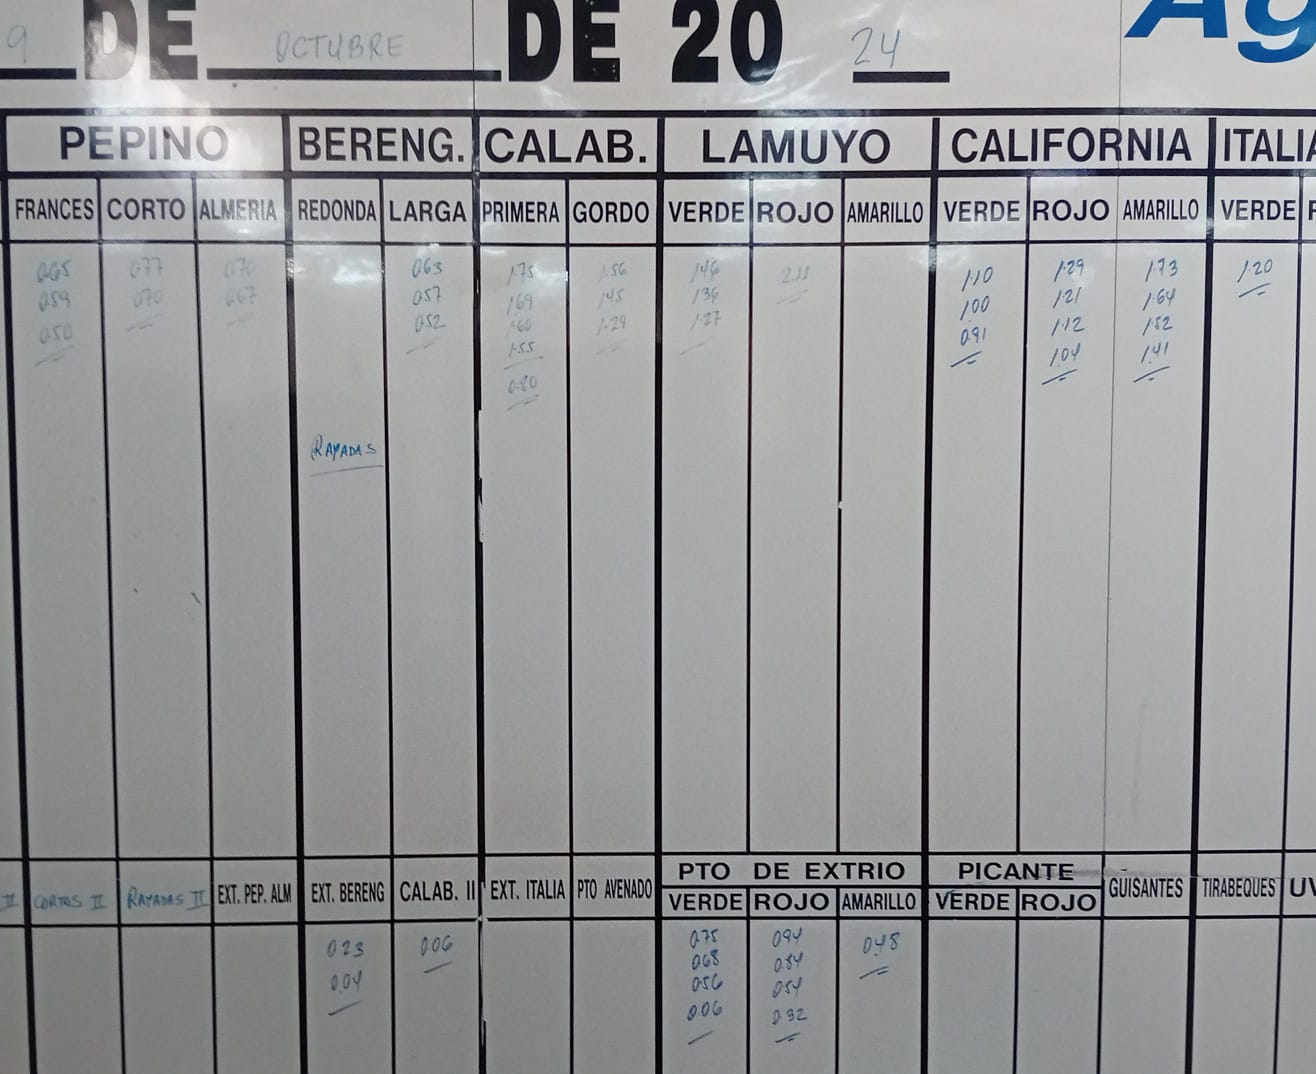 9 DE OCTUBRE DE 20 24 Ag
PEPINO BERENG. CALAB. LAMUYO CALIFORNIA ITALIA
FRANCES CORTO ALMERIA REDONDA LARGA PRIMERA GORDO VERDE ROJO AMARILLO VERDE ROJO AMARILLO VERDE
0.65 0.77 0.70 0.63 1.75 1.56 1.46 2.11 1.10 1.29 1.73 1.20
0.59 0.70 0.67 0.57 1.69 1.45 1.36 1.00 1.21 1.64
0.50 0.52 1.60 1.29 1.27 0.91 1.12 1.52
1.55 1.04 1.41
0.80
RAYADAS
PTO DE EXTRIO PICANTE
II CORTOS II RAYADAS II EXT. PEP. ALM EXT. BERENG CALAB. II EXT. ITALIA PTO AVENADO VERDE ROJO AMARILLO VERDE ROJO GUISANTES TIRABEQUES UV
0.23 0.06 0.75 0.94 0.48
0.04 0.68 0.84
0.56 0.54
0.06 0.32